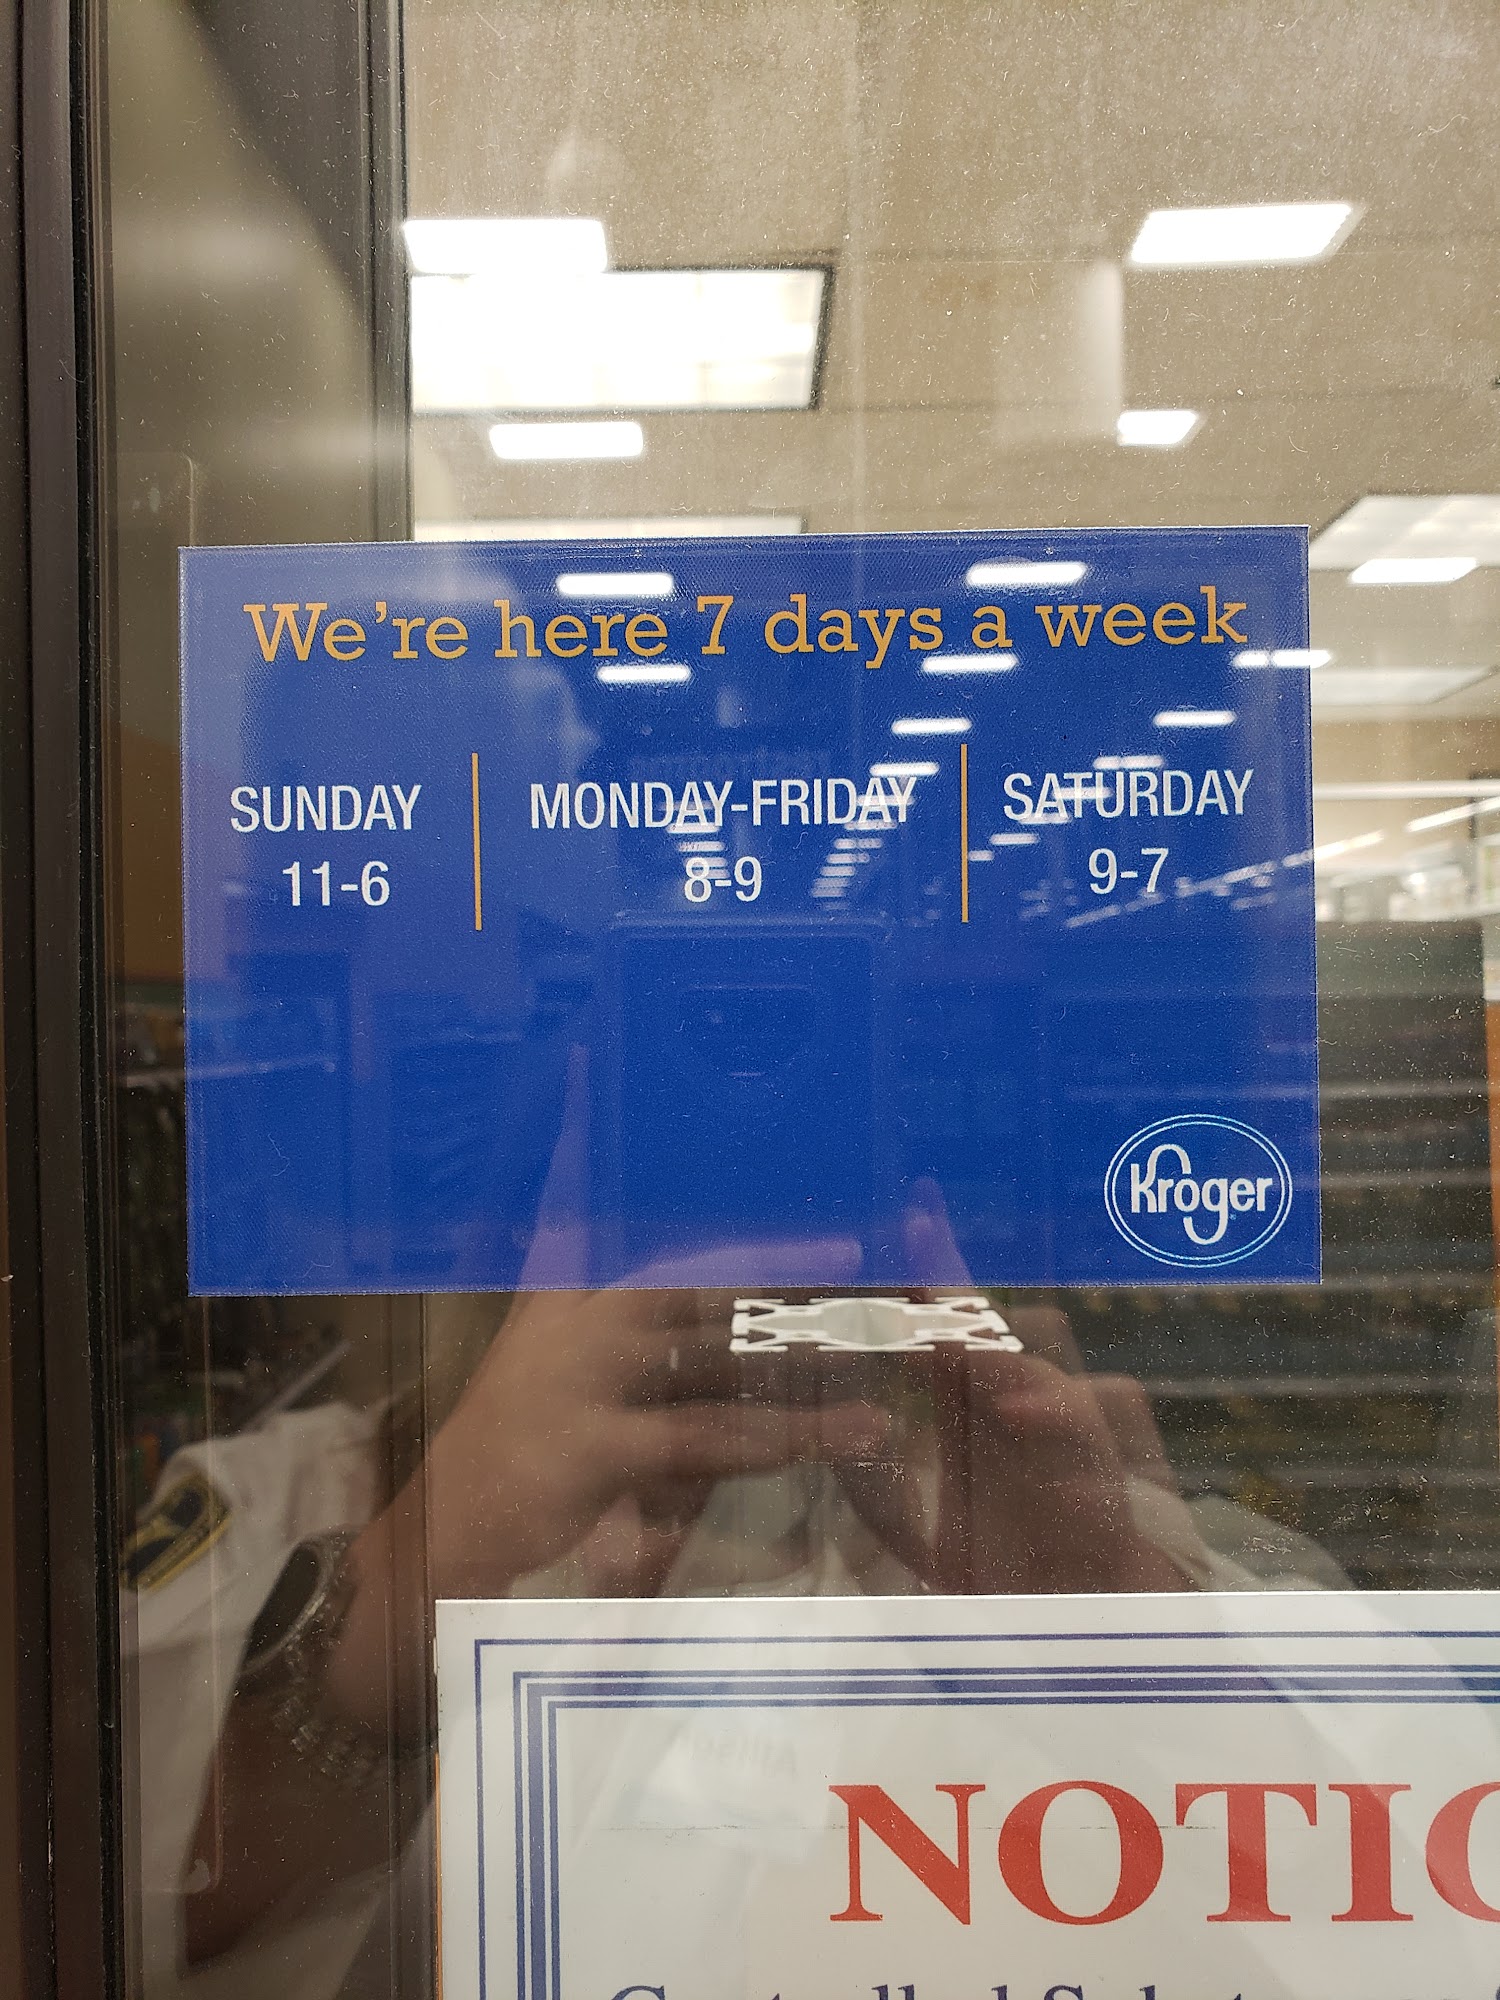 We're here 7 days a week
SUNDAY
11-6
MONDAY-FRIDAY
8-9
SATURDAY
9-7
Kroger
NOTIC